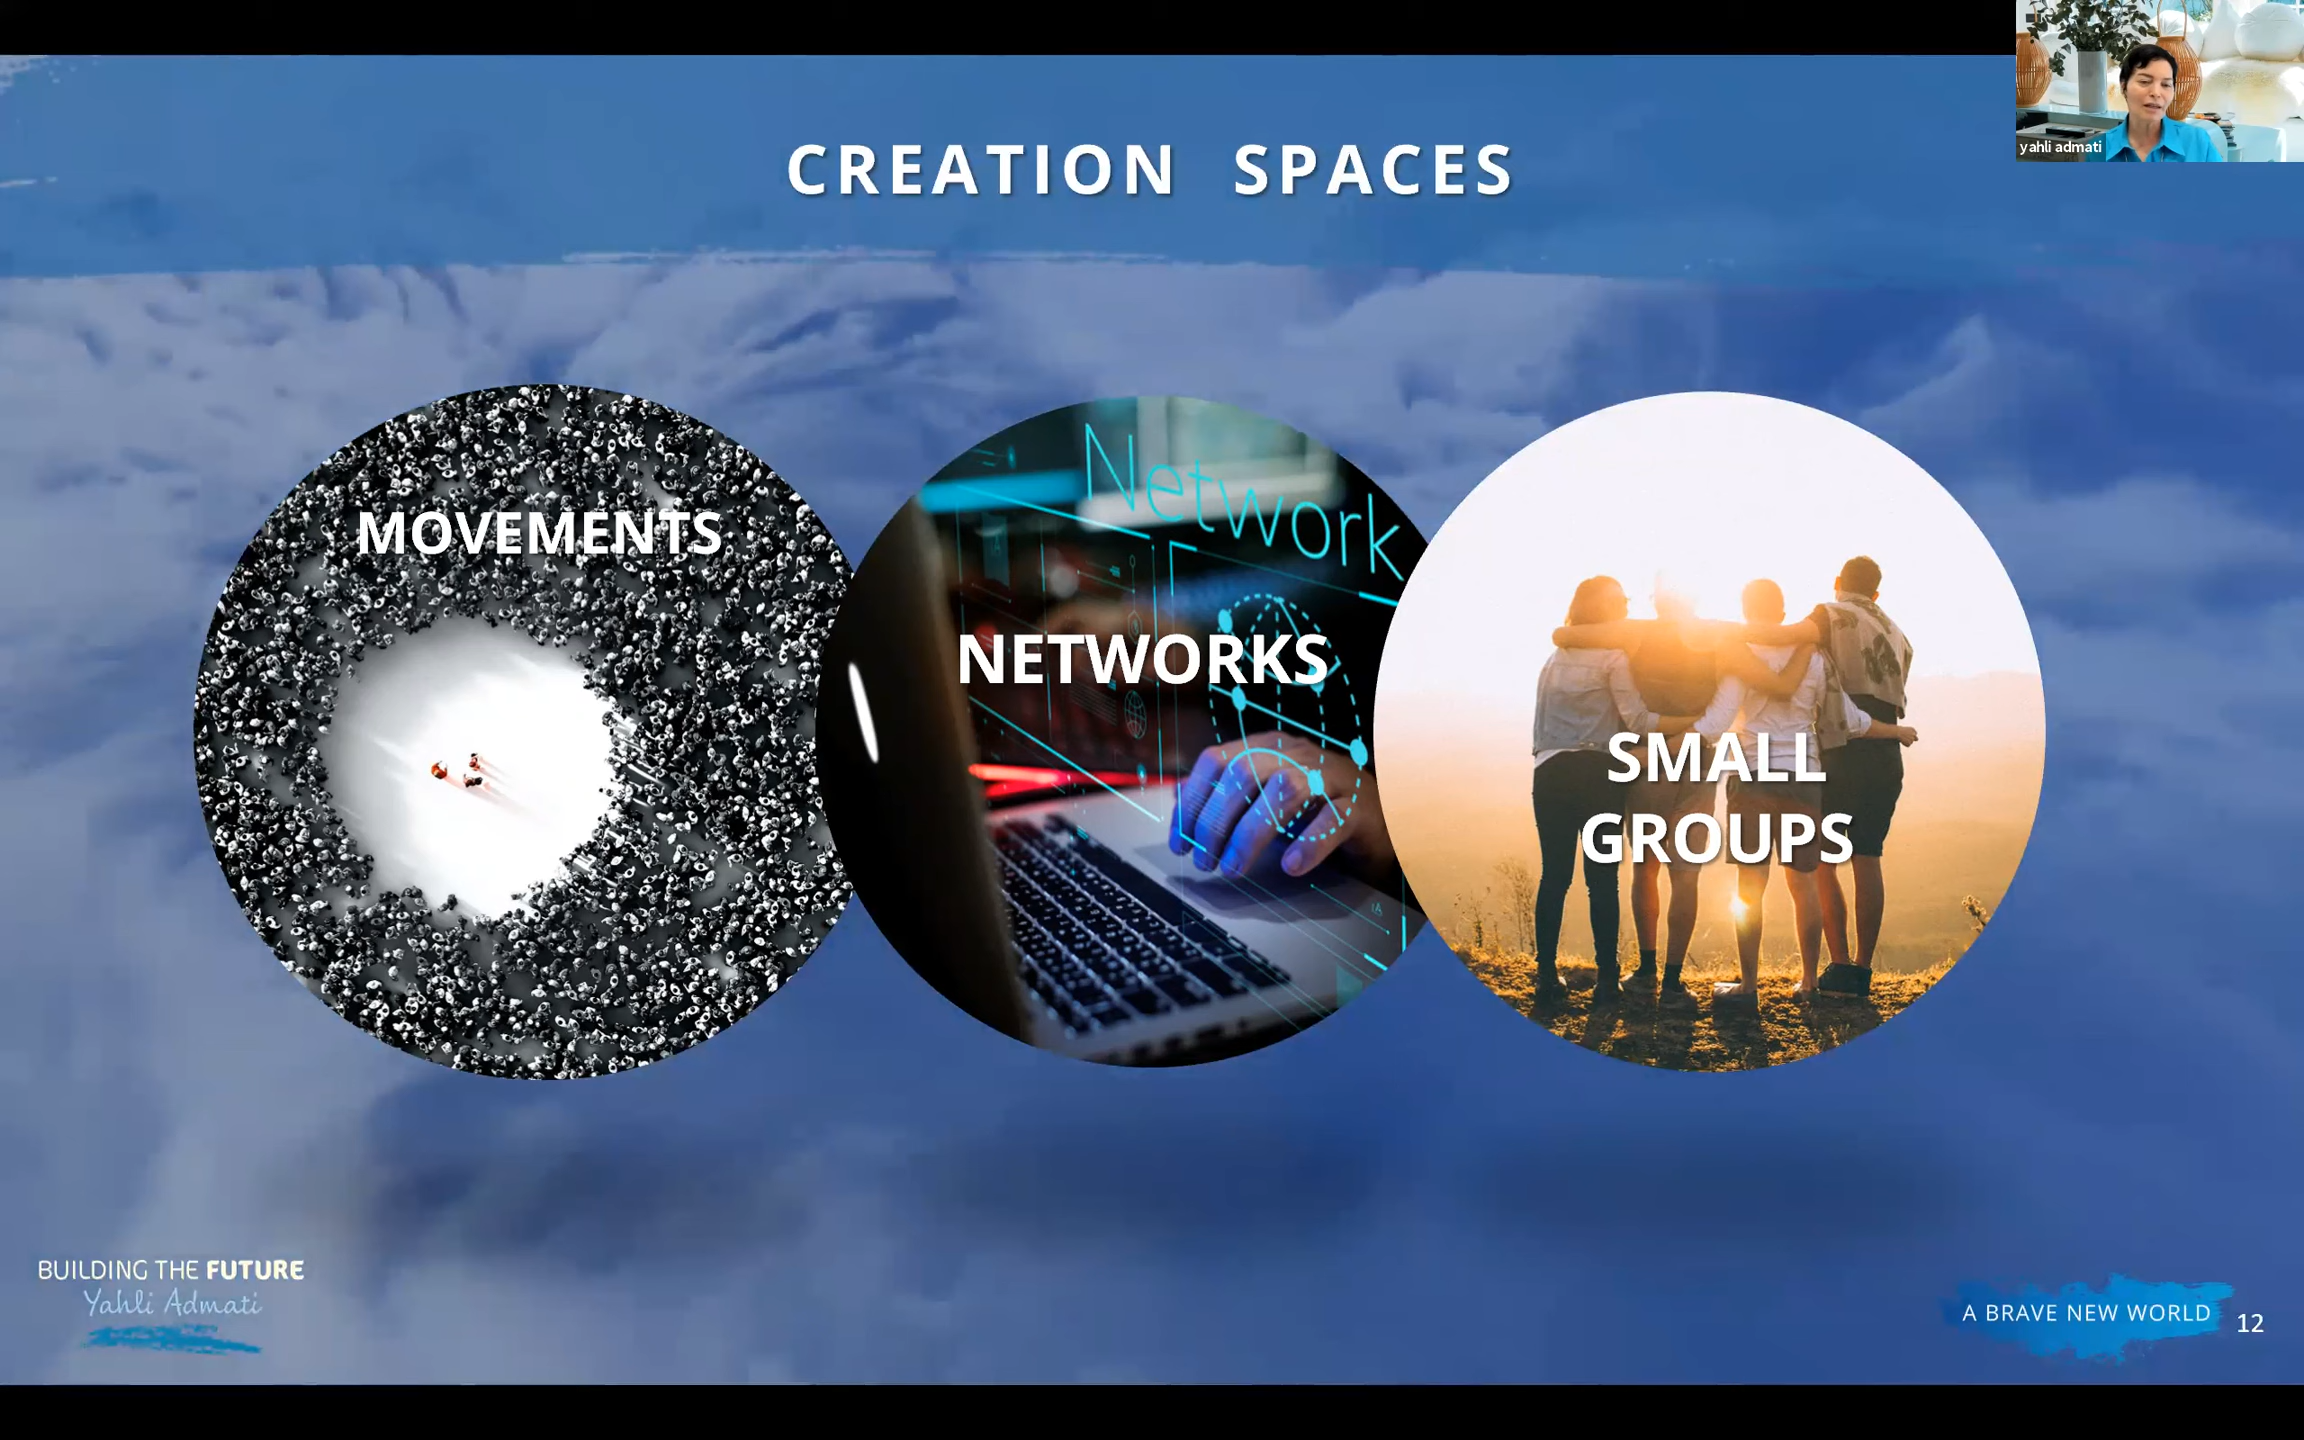 yahli admati
CREATION SPACES
MOVEMENTS
Network
NETWORKS
SMALL
GROUPS
BUILDING THE FUTURE
Yahli Admati
A BRAVE NEW WORLD
12